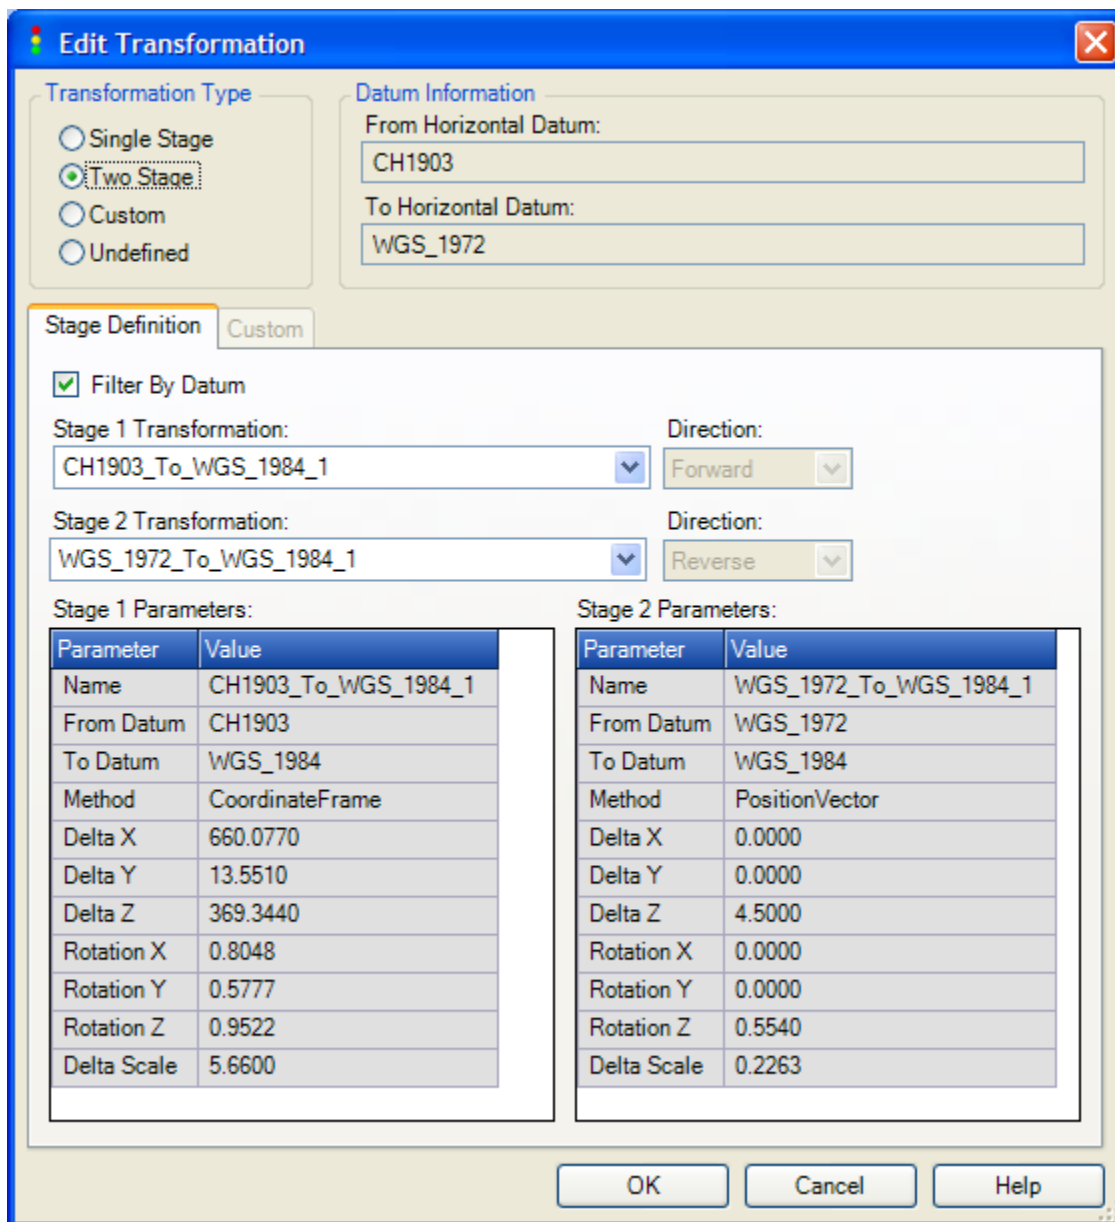 Edit Transformation
Transformation Type
Single Stage
Two Stage
Custom
Undefined
Datum Information
From Horizontal Datum:
CH1903
To Horizontal Datum:
WGS_1972
Stage Definition Custom
Filter By Datum
Stage 1 Transformation: Direction:
CH1903_To_WGS_1984_1 Forward
Stage 2 Transformation: Direction:
WGS_1972_To_WGS_1984_1 Reverse
Stage 1 Parameters:
Parameter Value
Name CH1903_To_WGS_1984_1
From Datum CH1903
To Datum WGS_1984
Method CoordinateFrame
Delta X 660.0770
Delta Y 13.5510
Delta Z 369.3440
Rotation X 0.8048
Rotation Y 0.5777
Rotation Z 0.9522
Delta Scale 5.6600
Stage 2 Parameters:
Parameter Value
Name WGS_1972_To_WGS_1984_1
From Datum WGS_1972
To Datum WGS_1984
Method PositionVector
Delta X 0.0000
Delta Y 0.0000
Delta Z 4.5000
Rotation X 0.0000
Rotation Y 0.0000
Rotation Z 0.5540
Delta Scale 0.2263
OK Cancel Help